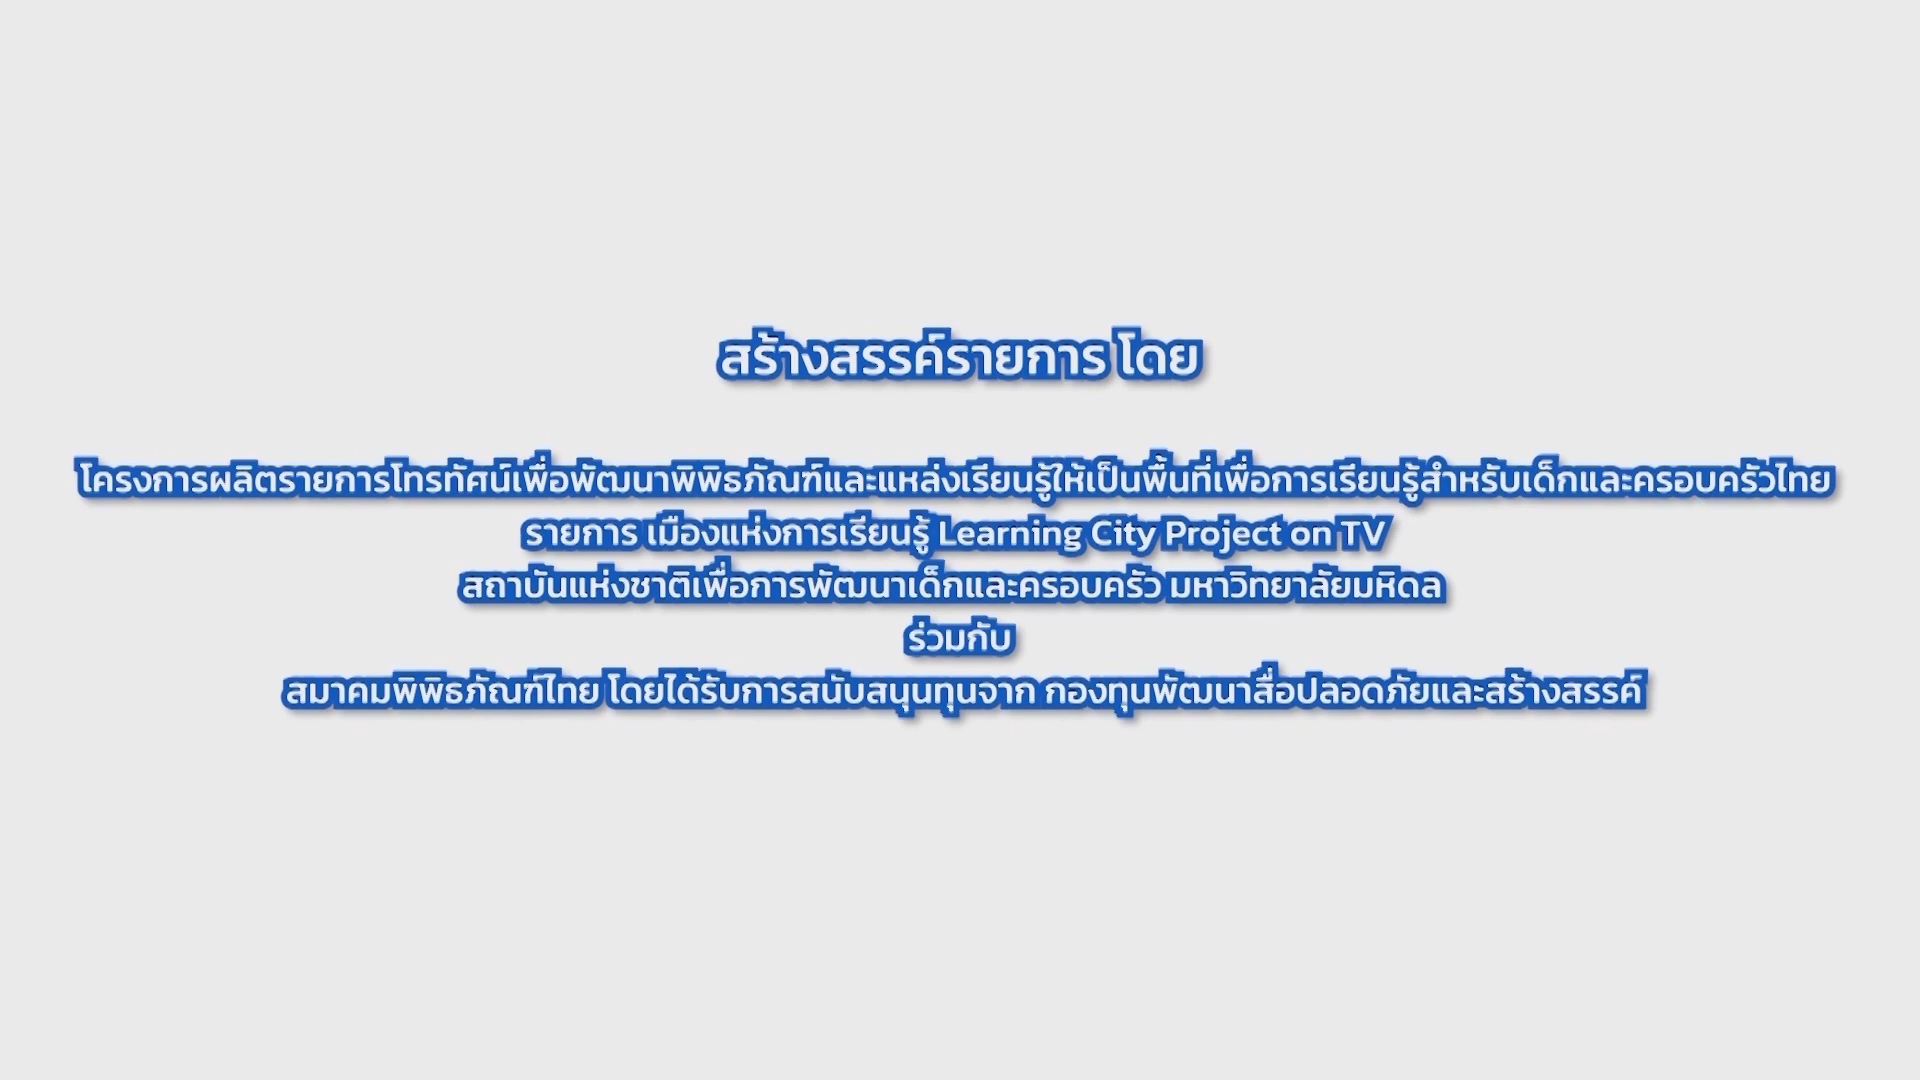 สร้างสรรค์รายการ โดย
โครงการผลิตรายการโทรทัศน์เพื่อพัฒนาพิพิธภัณฑ์และแหล่งเรียนรู้ให้เป็นพื้นที่เพื่อการเรียนรู้สำหรับเด็กและครอบครัวไทย
รายการ เมืองแห่งการเรียนรู้ Learning City Project on TV
สถาบันแห่งชาติเพื่อการพัฒนาเด็กและครอบครัว มหาวิทยาลัยมหิดล
ร่วมกับ
สมาคมพิพิธภัณฑ์ไทย โดยได้รับการสนับสนุนทุนจาก กองทุนพัฒนาสื่อปลอดภัยและสร้างสรรค์